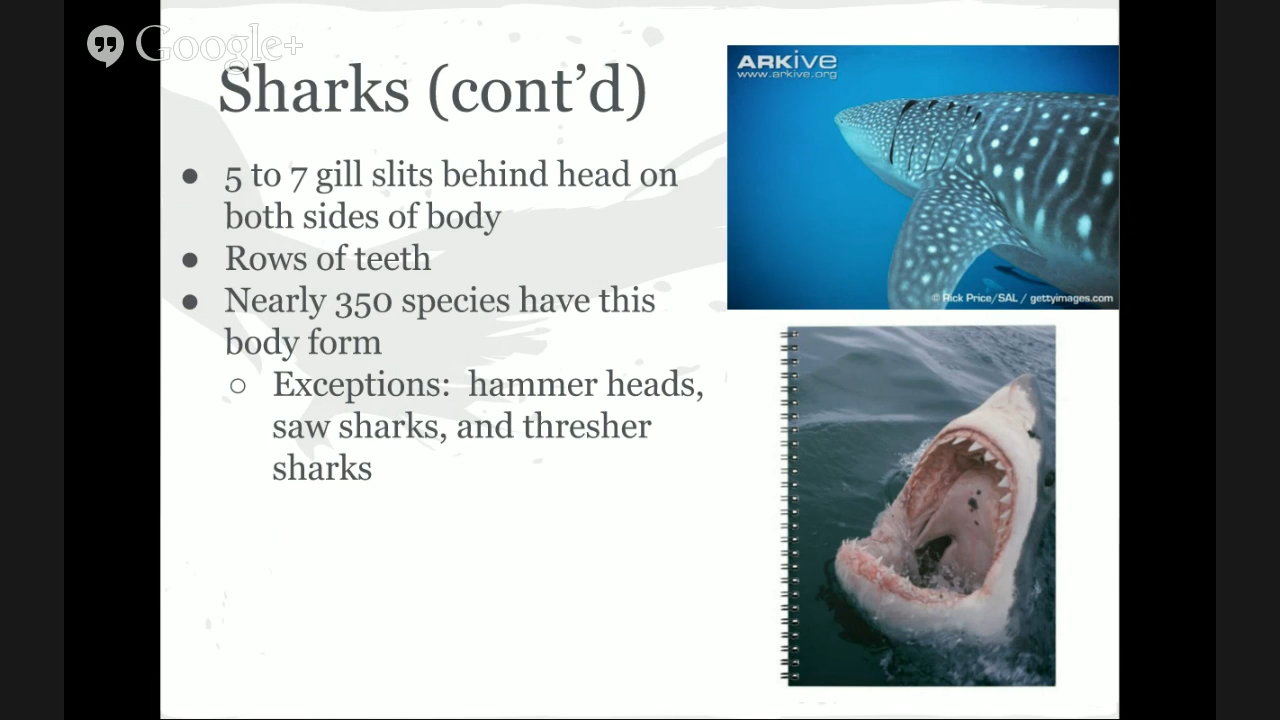 Google+
Sharks (cont’d)
● 5 to 7 gill slits behind head on
both sides of body
● Rows of teeth
● Nearly 350 species have this
body form
○ Exceptions:  hammer heads,
saw sharks, and thresher
sharks
ARKive
www.arkive.org
© Rick Price/SAL / gettyimages.com